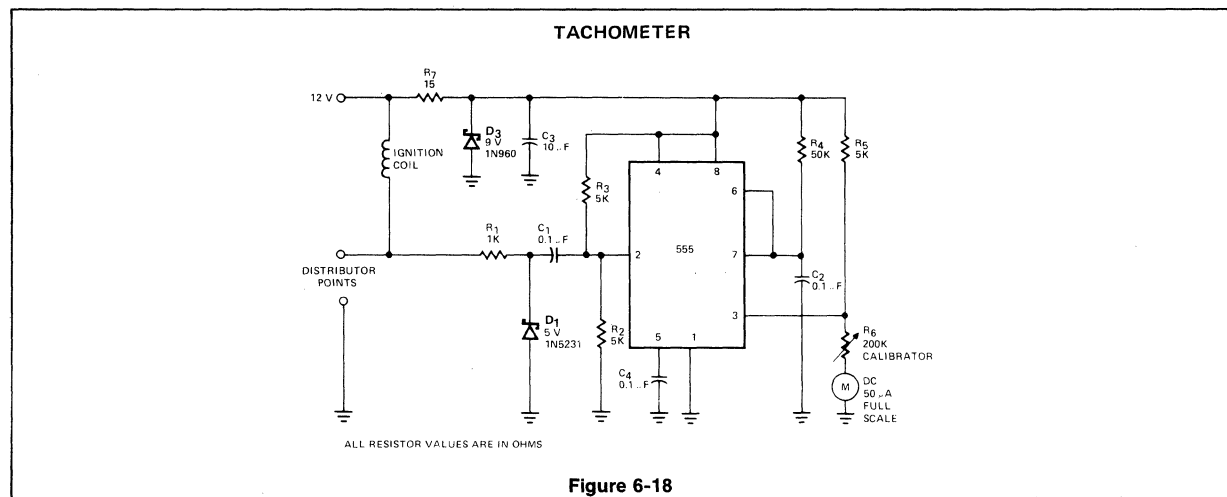 TACHOMETER
R7
15
12 V
D3
9 V
1N960
C3
10..F
IGNITION
COIL
R4
50K
R5
5K
4
8
R3
5K
6
R1
1K
C1
0.1..F
2
555
7
DISTRIBUTOR
POINTS
C2
0.1..F
D1
5 V
1N5231
R2
5K
3
5
1
R6
200K
CALIBRATOR
C4
0.1..F
M
DC
50..A
FULL
SCALE
ALL RESISTOR VALUES ARE IN OHMS
Figure 6-18